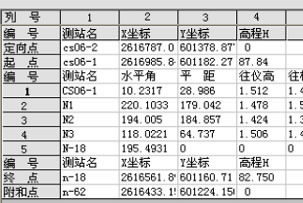 列 号 1 2 3 4
编 号 测站名 X坐标 Y坐标 高程H
定向点 cs06-2 2616787.0 601378.87 0
起 点 cs06-1 2616985.8 601182.27 87.84
编 号 测站名 水平角 平 距 往仪高 往
1 CS06-1 10.2317 28.986 1.512 1.4
2 N1 220.1033 179.042 1.478 1.5
3 N2 194.005 184.857 1.424 1.3
4 N3 118.0221 64.737 1.506 1.4
5 N-18 195.4931 0 0 0
编 号 测站名 X坐标 Y坐标 高程H
终 点 n-18 2616561.8 601160.71 82.750
附和点 n-62 2616433.1 601224.15 0